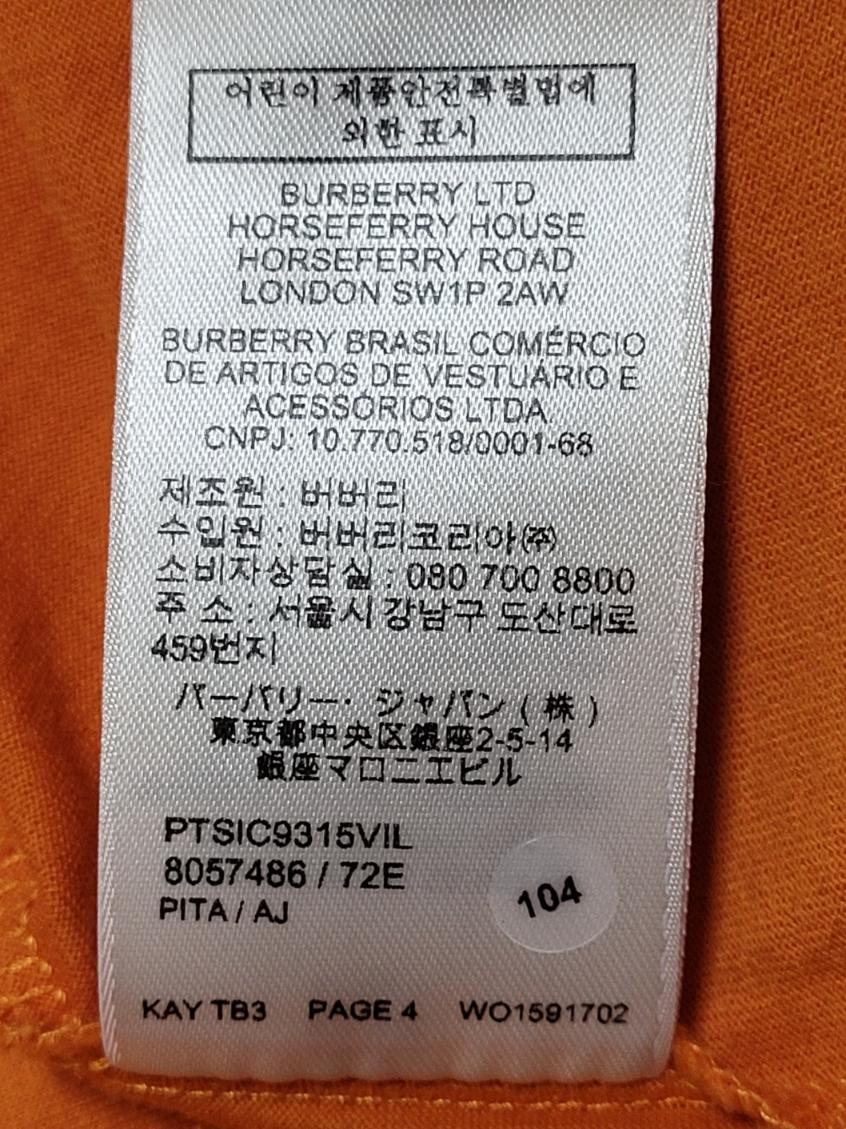 어린이 제품안전특별법에
의한 표시
BURBERRY LTD
HORSEFERRY HOUSE
HORSEFERRY ROAD
LONDON SW1P 2AW
BURBERRY BRASIL COMÉRCIO
DE ARTIGOS DE VESTUÁRIO E
ACESSÓRIOS LTDA.
CNPJ: 10.770.518/0001-68
제조원 : 버버리
수입원 : 버버리코리아㈜
소비자상담실 : 080 700 8800
주 소 : 서울시 강남구 도산대로
459번지
バーバリー・ジャパン ( 株 )
東京都中央区銀座2-5-14
銀座マロニエビル
PTSIC9315VIL
8057486 / 72E
PITA / AJ
104
KAY TB3 PAGE 4 WO1591702